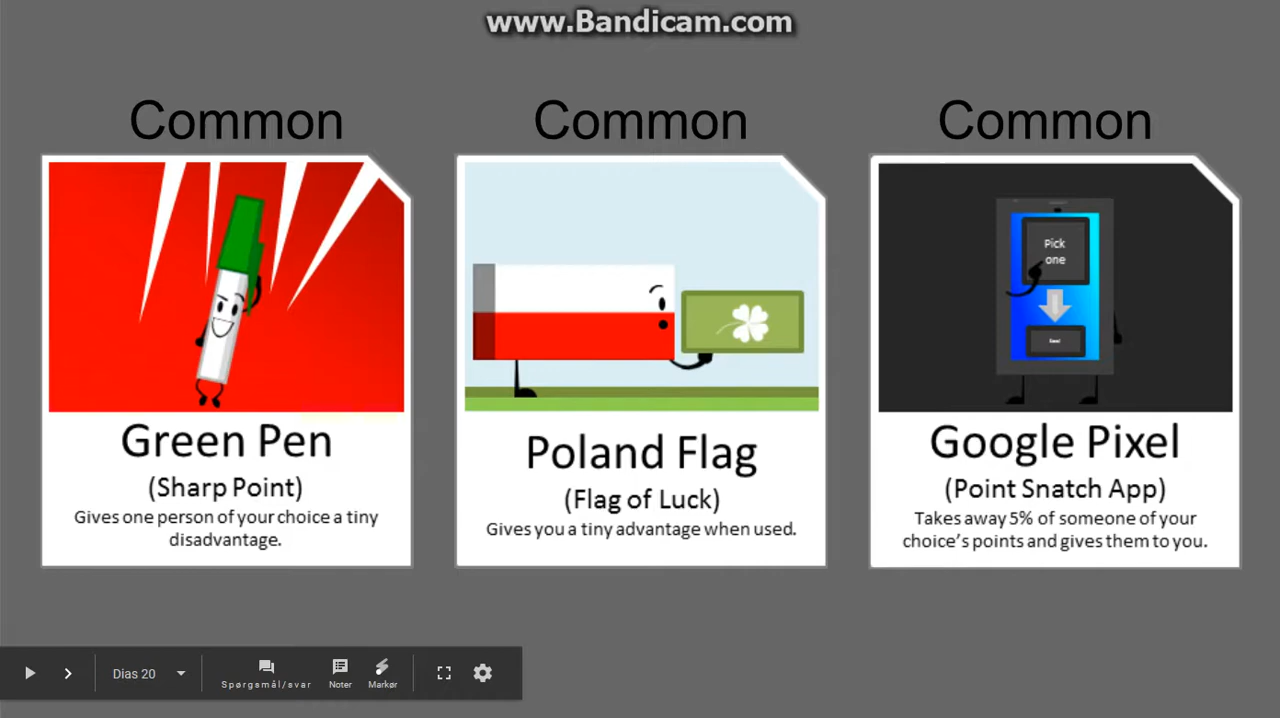 www.Bandicam.com
Common
Common
Common
Pick
one
Green Pen
(Sharp Point)
Gives one person of your choice a tiny
disadvantage.
Poland Flag
(Flag of Luck)
Gives you a tiny advantage when used.
Google Pixel
(Point Snatch App)
Takes away 5% of someone of your
choice's points and gives them to you.
Dias 20
Spørgsmål/svar
Noter
Markør